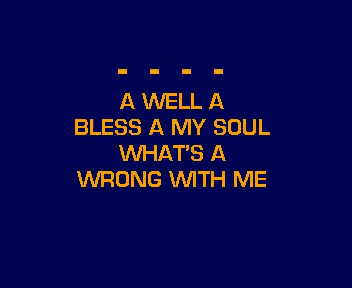 - - - -
A WELL A
BLESS A MY SOUL
WHAT'S A
WRONG WITH ME